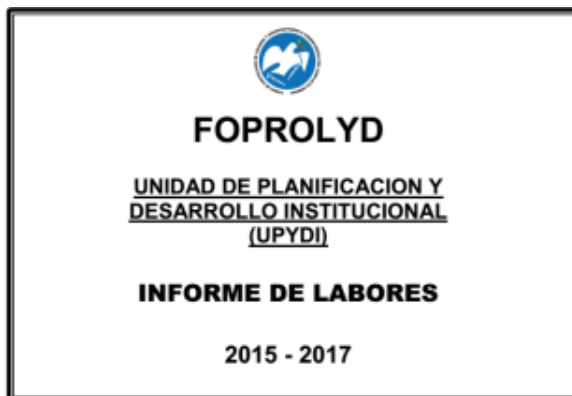 FOPROLYD
UNIDAD DE PLANIFICACION Y
DESARROLLO INSTITUCIONAL
(UPYDI)
INFORME DE LABORES
2015 - 2017